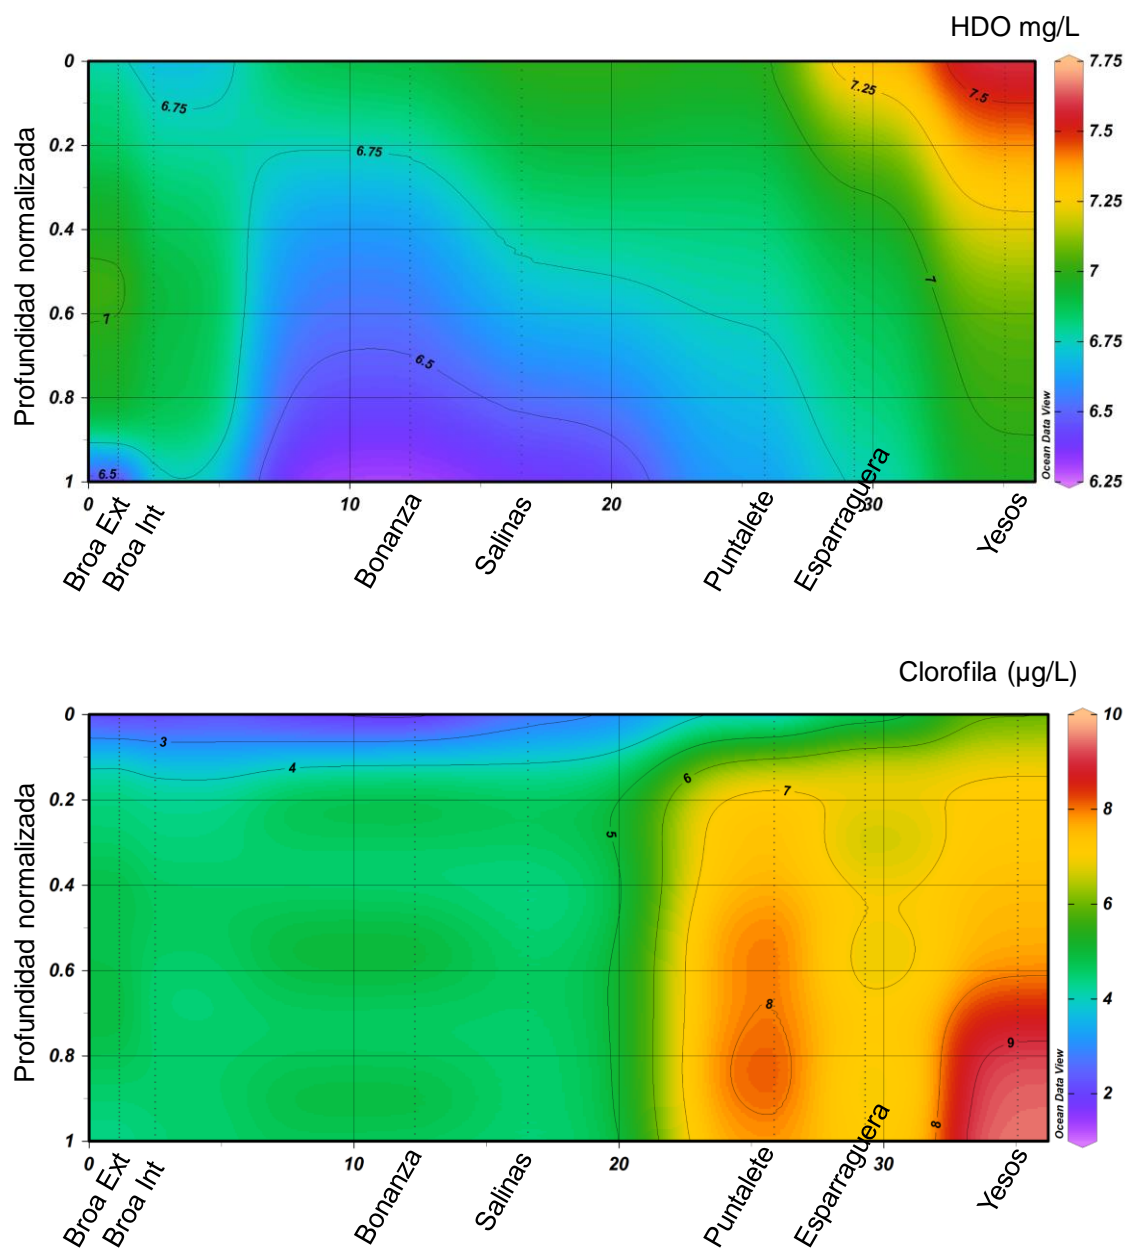 HDO mg/L
Profundidad normalizada
0
0.2
0.4
0.6
0.8
1
6.75
6.75
7.25
7.5
7
7
6.5
6.5
Ocean Data View
7.75
7.5
7.25
7
6.75
6.5
6.25
0
10
20
30
Broa Ext
Broa Int
Bonanza
Salinas
Puntalete
Esparraguera
Yesos
Clorofila (µg/L)
Profundidad normalizada
0
0.2
0.4
0.6
0.8
1
3
4
5
6
7
8
9
8
Ocean Data View
10
8
6
4
2
0
10
20
30
Broa Ext
Broa Int
Bonanza
Salinas
Puntalete
Esparraguera
Yesos